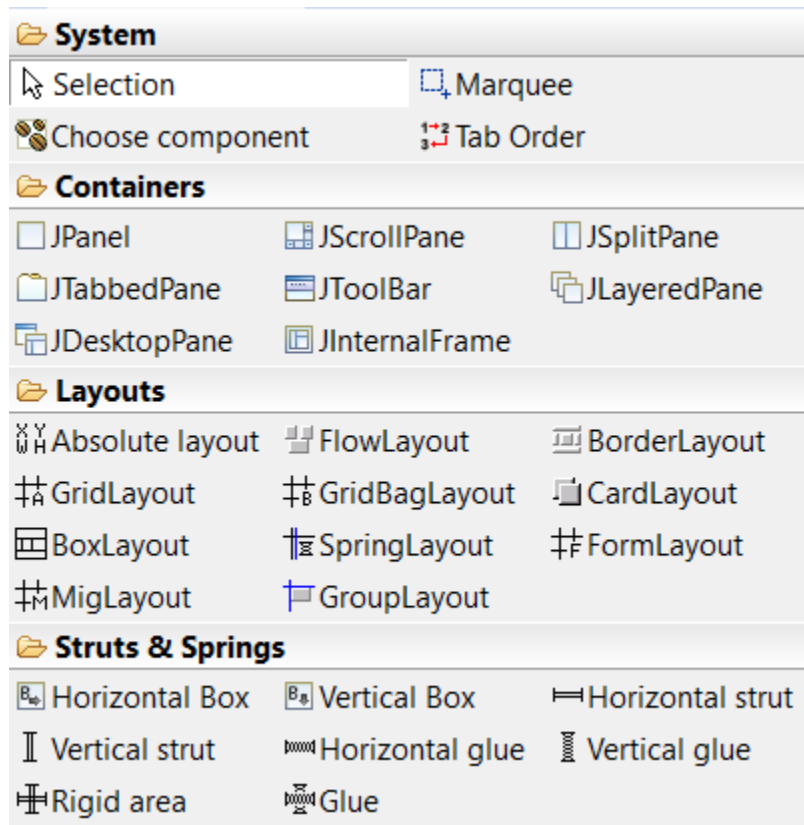 System
Selection Marquee
Choose component Tab Order
Containers
JPanel JScrollPane JSplitPane
JTabbedPane JToolBar JLayeredPane
JDesktopPane JInternalFrame
Layouts
Absolute layout FlowLayout BorderLayout
GridLayout GridBagLayout CardLayout
BoxLayout SpringLayout FormLayout
MigLayout GroupLayout
Struts & Springs
Horizontal Box Vertical Box Horizontal strut
Vertical strut Horizontal glue Vertical glue
Rigid area Glue